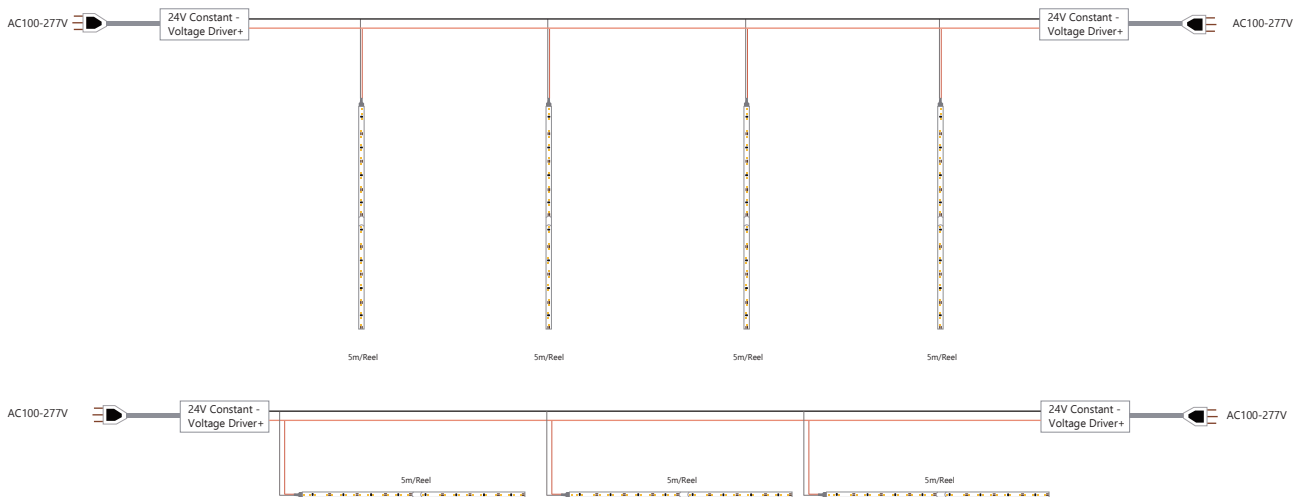 AC100-277V
24V Constant -
Voltage Driver+
24V Constant -
Voltage Driver+
AC100-277V
5m/Reel
5m/Reel
5m/Reel
5m/Reel
AC100-277V
24V Constant -
Voltage Driver+
24V Constant -
Voltage Driver+
AC100-277V
5m/Reel
5m/Reel
5m/Reel